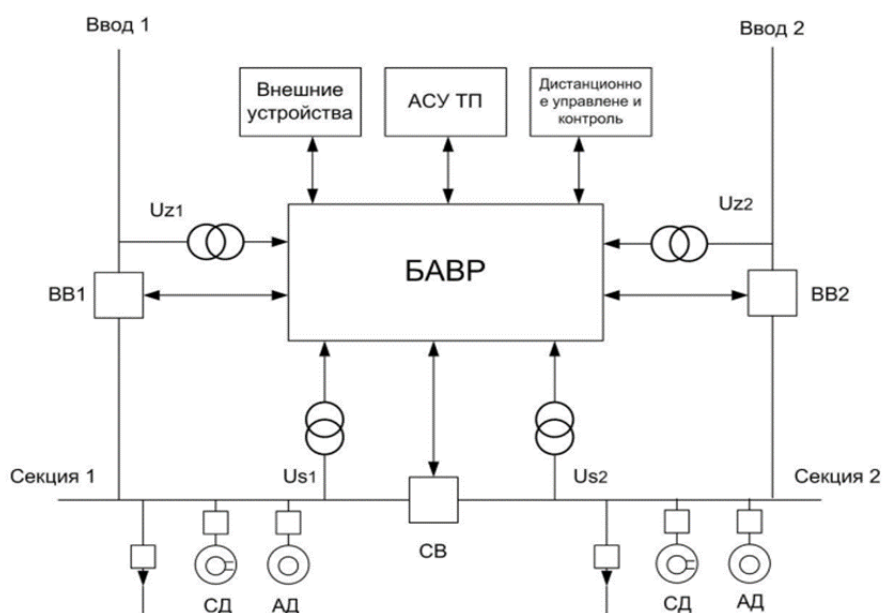 Ввод 1
Ввод 2
Внешние
устройства
АСУ ТП
Дистанционно
е управлене и
контроль
Uz1
Uz2
БАВР
ВВ1
ВВ2
Секция 1
Us1
Us2
Секция 2
СВ
СД
АД
СД
АД